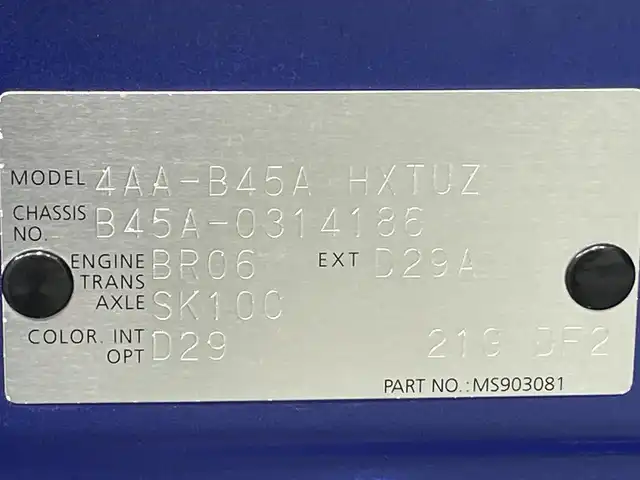 MODEL 4AA-B45A HXTUZ
CHASSIS NO. B45A-0314186
ENGINE BR06 EXT D29A
TRANS AXLE SK10C
COLOR. INT OPT D29 219 DF2
PART NO.:MS903081